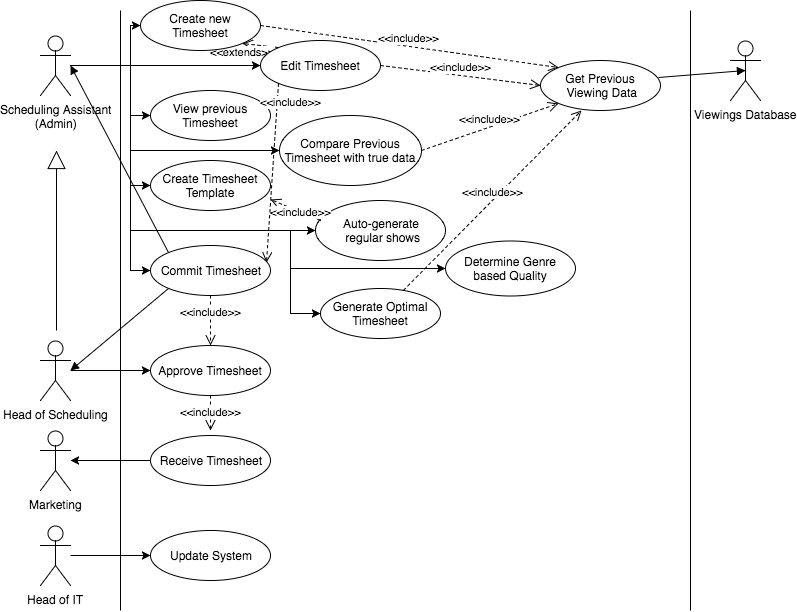 Create new
Timesheet
<<include>>
<<extends>
Edit Timesheet
<<include>>
Get Previous
Viewing Data
Scheduling Assistant
(Admin)
Viewings Database
View previous
Timesheet
<<include>>
<<include>>
Compare Previous
Timesheet with true data
Create Timesheet
Template
<<include>>
<<include>>
Auto-generate
regular shows
Commit Timesheet
Determine Genre
based Quality
<<include>>
Generate Optimal
Timesheet
Approve Timesheet
Head of Scheduling
<<include>>
Receive Timesheet
Marketing
Update System
Head of IT